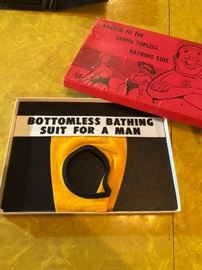 ANSWER TO THE
LADIES TOPLESS
BATHING SUIT
BOTTOMLESS BATHING
SUIT FOR A MAN